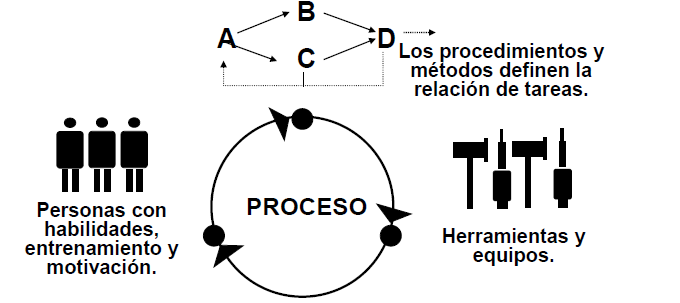 B
A
D
C
Los procedimientos y
métodos definen la
relación de tareas.
PROCESO
Personas con
habilidades,
entrenamiento y
motivación.
Herramientas y
equipos.